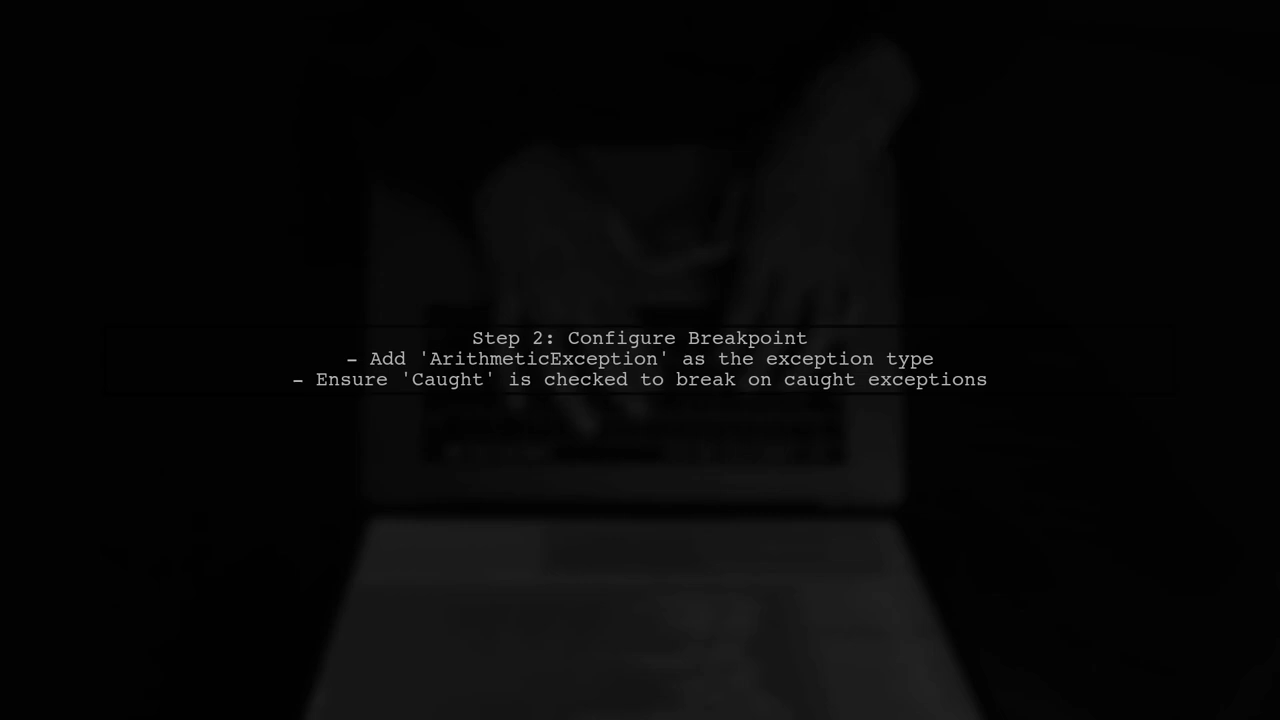 Step 2: Configure Breakpoint
- Add 'ArithmeticException' as the exception type
- Ensure 'Caught' is checked to break on caught exceptions